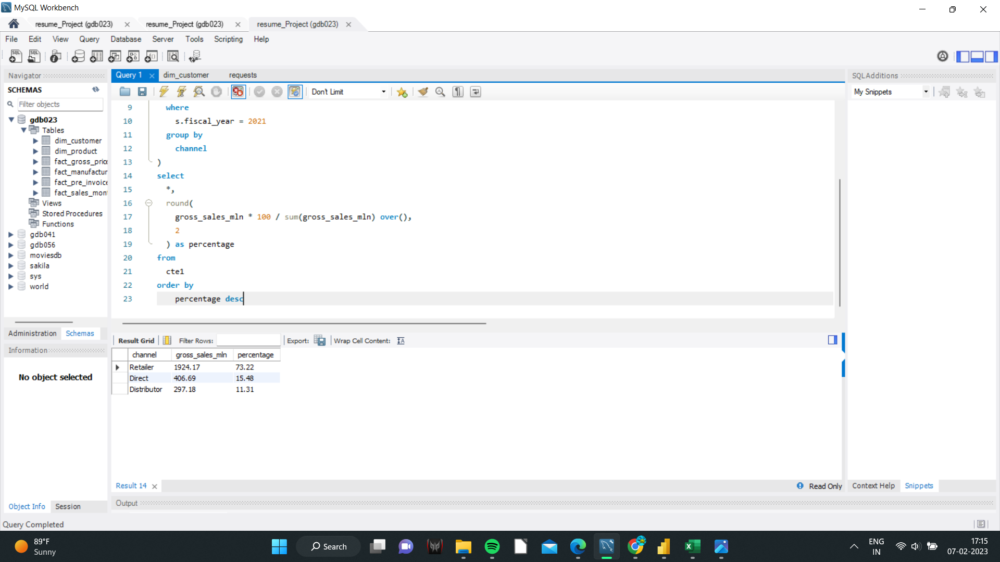 MySQL Workbench
resume_Project (gdb023)
resume_Project (gdb023)
resume_Project (gdb023)
File Edit View Query Database Server Tools Scripting Help
Navigator
SCHEMAS
Filter objects
gdb023
Tables
dim_customer
dim_product
fact_gross_price
fact_manufactur
fact_pre_invoice
fact_sales_mon
Views
Stored Procedures
Functions
gdb041
gdb056
moviesdb
sakila
sys
world
Administration Schemas
Information
No object selected
Object Info Session
Query 1 dim_customer requests
Don't Limit
9 where
10 s.fiscal_year = 2021
11 group by
12 channel
13 )
14 select
15 *,
16 round(
17 gross_sales_mln * 100 / sum(gross_sales_mln) over(),
18 2
19 ) as percentage
20 from
21 cte1
22 order by
23 percentage desc
Result Grid Filter Rows: Export: Wrap Cell Content:
channel gross_sales_mln percentage
Retailer 1924.17 73.22
Direct 406.69 15.48
Distributor 297.18 11.31
Result 14
Read Only
Output
SQLAdditions
My Snippets
Context Help Snippets
Query Completed
89°F
Sunny
Search
ENG
IN
17:15
07-02-2023